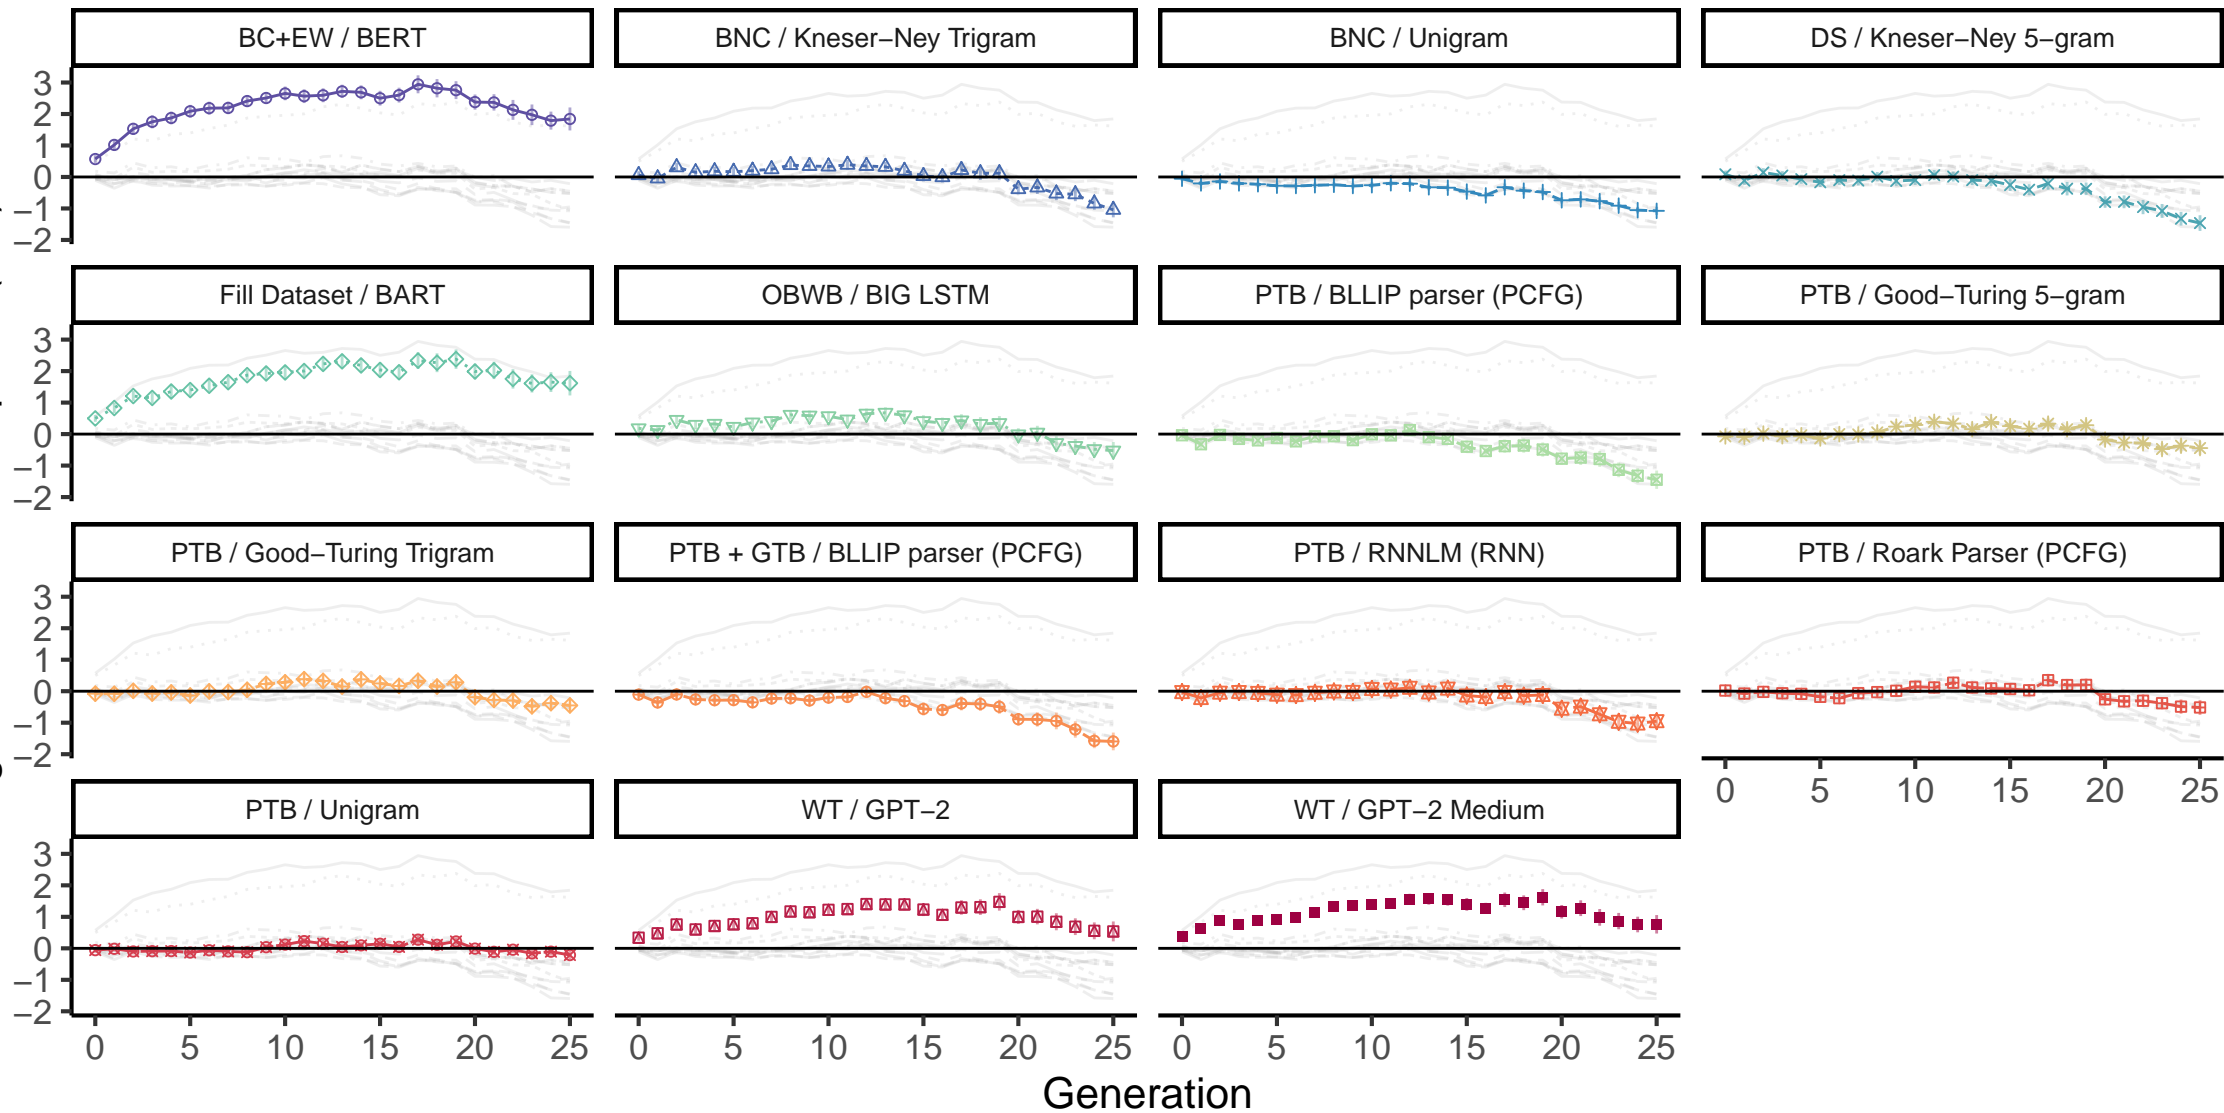 BC+EW / BERT
BNC / Kneser−Ney Trigram
BNC / Unigram
DS / Kneser−Ney 5−gram
3
2
1
0
−1
−2
Fill Dataset / BART
OBWB / BIG LSTM
PTB / BLLIP parser (PCFG)
PTB / Good−Turing 5−gram
3
2
1
0
−1
−2
PTB / Good−Turing Trigram
PTB + GTB / BLLIP parser (PCFG)
PTB / RNNLM (RNN)
PTB / Roark Parser (PCFG)
3
2
1
0
−1
−2
0 5 10 15 20 25
PTB / Unigram
WT / GPT−2
WT / GPT−2 Medium
3
2
1
0
−1
−2
0 5 10 15 20 25
0 5 10 15 20 25
0 5 10 15 20 25
Generation